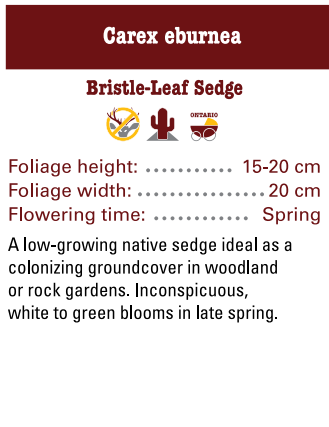 Carex eburnea
Bristle-Leaf Sedge
ONTARIO
Foliage height: ........... 15-20 cm
Foliage width: ................ 20 cm
Flowering time: ............ Spring
A low-growing native sedge ideal as a
colonizing groundcover in woodland
or rock gardens. Inconspicuous,
white to green blooms in late spring.